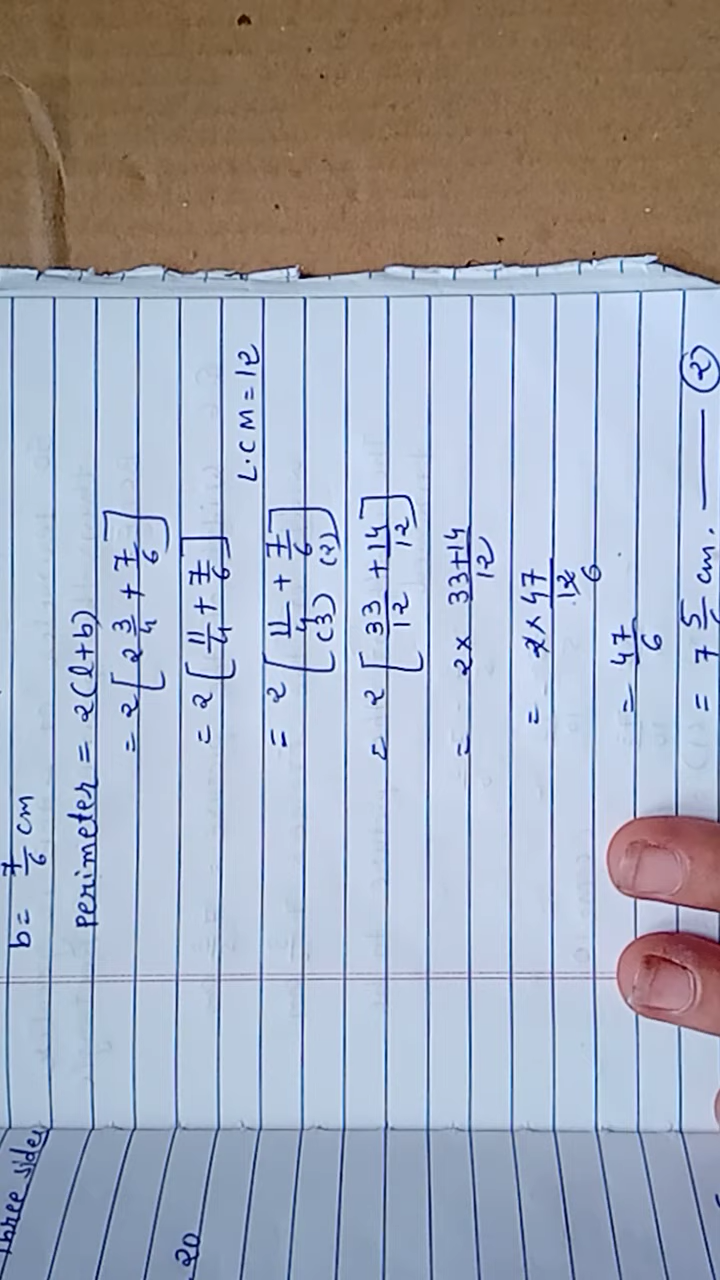 b = 7/6 cm
Perimeter = 2(l+b)
= 2 [2 3/4 + 7/6]
= 2 [11/4 + 7/6]
L.C M = 12
= 2 [11/4 + 7/6]
(3) (2)
= 2 [33/12 + 14/12]
= 2 x 33+14/12
= 2 x 47/12 6
= 47/6
= 7 5/ cm. — 2
Three sides
20